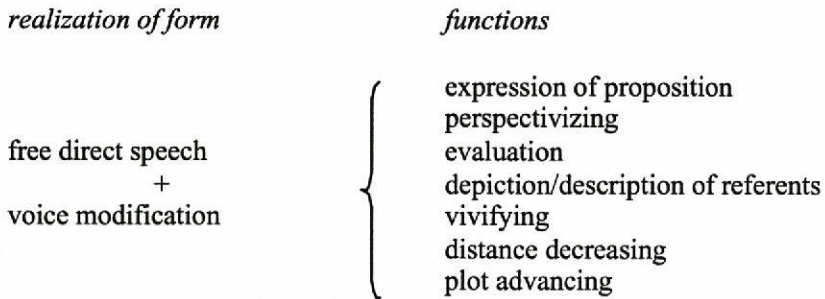 realization of form functions
expression of proposition
perspectivizing
free direct speech evaluation
+ depiction/description of referents
voice modification vivifying
distance decreasing
plot advancing